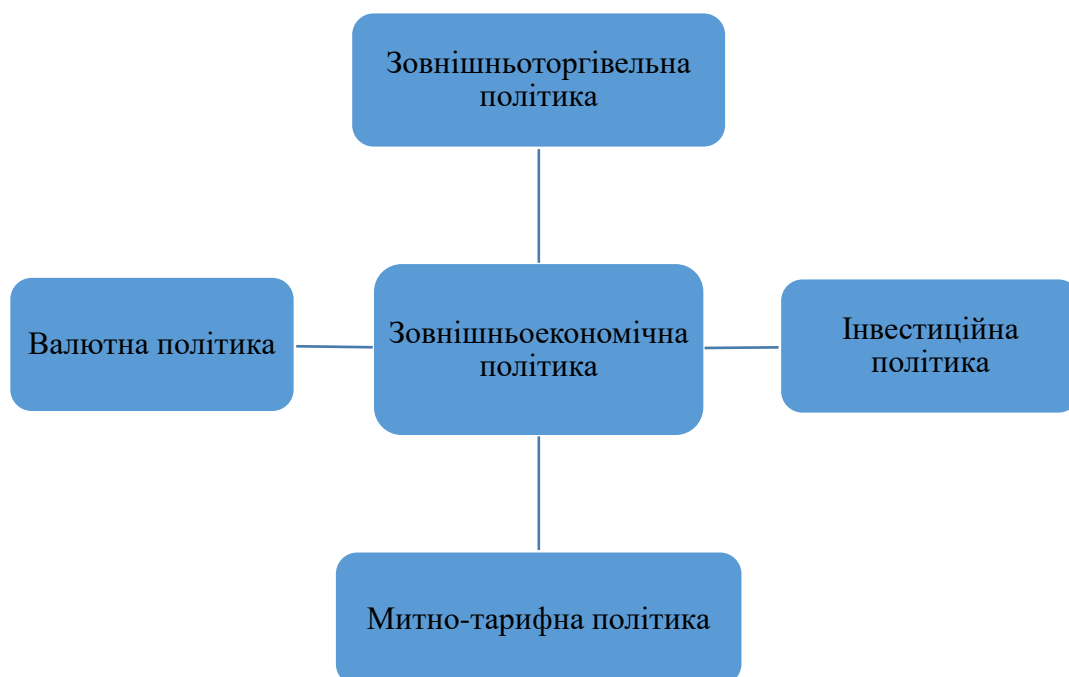 Зовнішньоторгівельна
політика
Валютна політика
Зовнішньоекономічна
політика
Інвестиційна
політика
Митно-тарифна політика